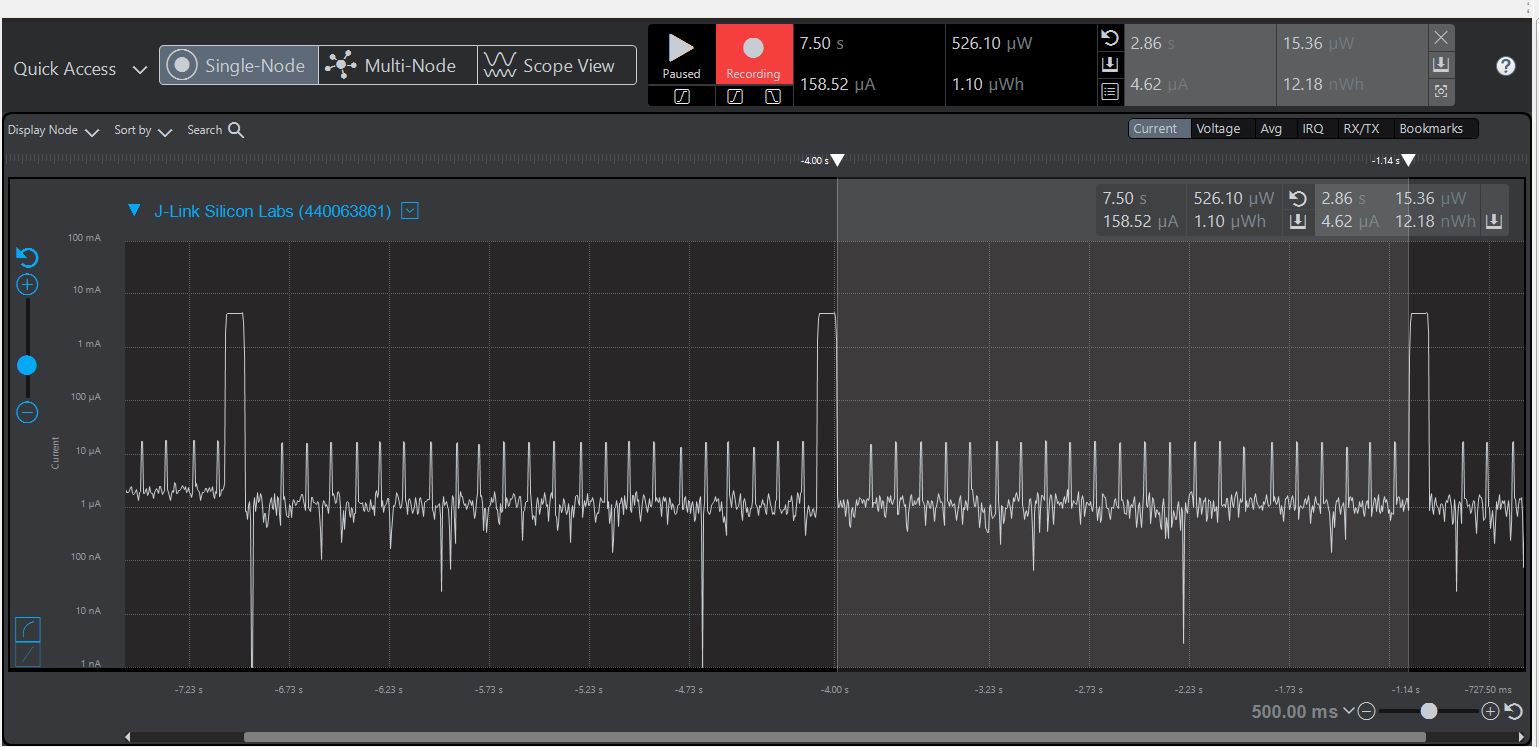 Quick Access
Single-Node
Multi-Node
Scope View
Paused
Recording
7.50 s
526.10 µW
158.52 µA
1.10 µWh
2.86 s
15.36 µW
4.62 µA
12.18 nWh
?
Display Node
Sort by
Search
Current
Voltage
Avg
IRQ
RX/TX
Bookmarks
-4.00 s
-1.14 s
J-Link Silicon Labs (440063861)
7.50 s
526.10 µW
2.86 s
15.36 µW
158.52 µA
1.10 µWh
4.62 µA
12.18 nWh
100 mA
10 mA
1 mA
100 µA
10 µA
1 µA
100 nA
10 nA
1 nA
Current
-7.23 s
-6.73 s
-6.23 s
-5.73 s
-5.23 s
-4.73 s
-4.00 s
-3.23 s
-2.73 s
-2.23 s
-1.73 s
-1.14 s
-727.50 ms
500.00 ms